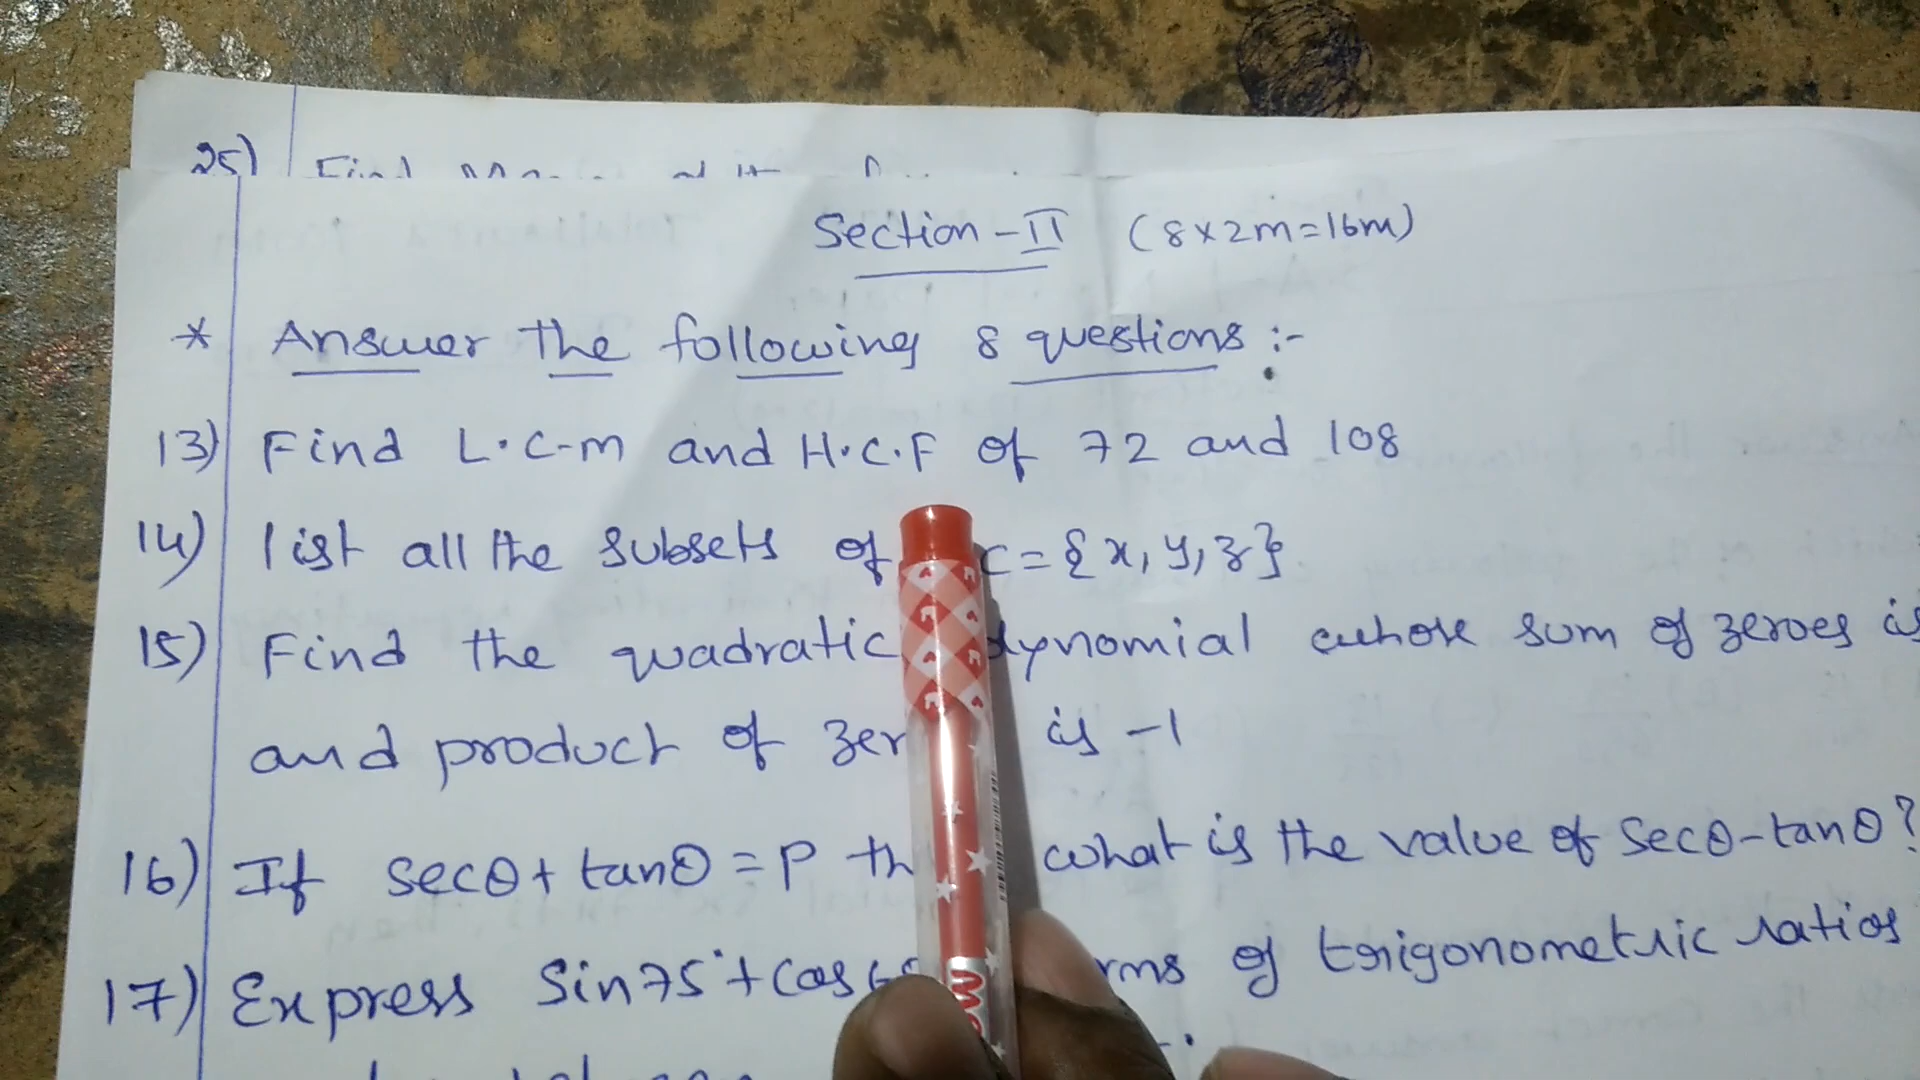 25)
Section-II (8×2m=16m)
* Answer the following 8 questions :-
13) Find L.C.m and H.C.F of 72 and 108
14) list all the subsets of C = {x, y, z}
15) Find the quadratic whose sum of zeroes is
and product of is -1
16) If secθ + tanθ = P what is the value of Secθ-tanθ?
17) Express Sin75°+ of trigonometric ratios